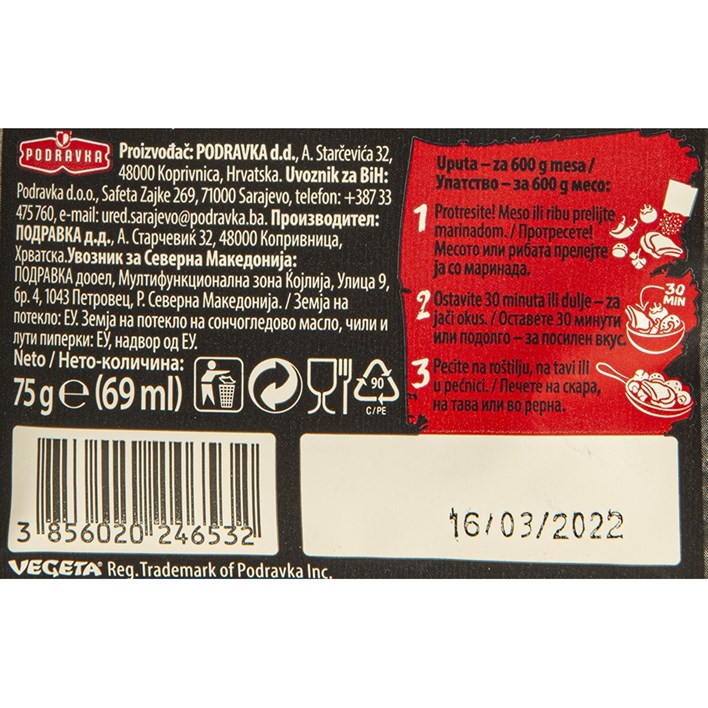 PODRAVKA
Proizvođač: PODRAVKA d.d., A. Starčevića 32,
48000 Koprivnica, Hrvatska. Uvoznik za BiH:
Podravka d.o.o., Safeta Zajke 269, 71000 Sarajevo, telefon: +387 33
475 760, e-mail: ured.sarajevo@podravka.ba. Производител:
ПОДРАВКА д.д., А. Старчевиќ 32, 48000 Копривница,
Хрватска.Увозник за Северна Македонија:
ПОДРАВКА дооел, Мултифункционална зона Којлија, Улица 9,
бр. 4, 1043 Петровец, Р. Северна Македонија. / Земја на
потекло: ЕУ. Земја на потекло на сончогледово масло, чили и
лути пиперки: ЕУ, надвор од ЕУ.
Neto / Нето-количина:
75 g ℮ (69 ml)
90
C/PE
Uputa – za 600 g mesa /
Упатство – за 600 g месо:
1 Protresite! Meso ili ribu prelijte
marinadom. / Протресете!
Месото или рибата прелејте
ја со маринада.
2 Ostavite 30 minuta ili dulje – za
jači okus. / Оставете 30 минути
или подолго – за посилен вкус.
30
MIN
3 Pecite na roštilju, na tavi ili
u pećnici. / Печете на скара,
на тава или во рерна.
3 856020 246532
16/03/2022
VEGETA® Reg. Trademark of Podravka Inc.